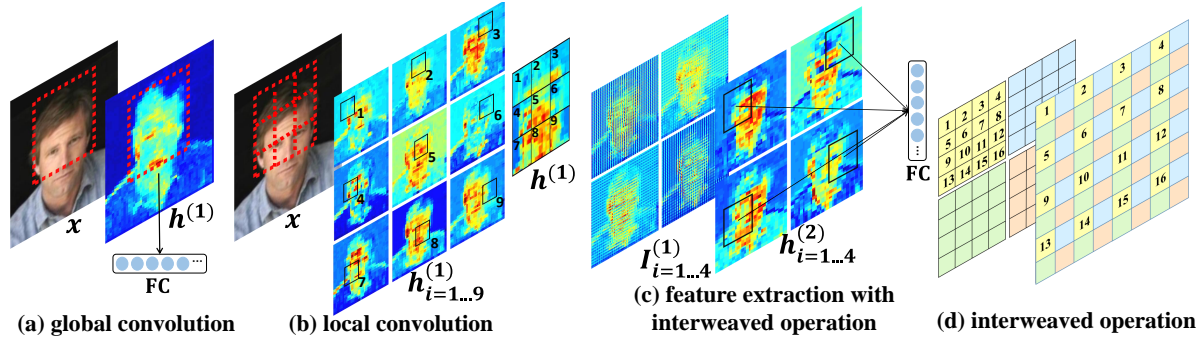 x
h(1)
FC
(a) global convolution
x
1
2
3
4
5
6
7
8
9
h(1)i=1...9
1 2 3
4 5 6
7 8 9
h(1)
(b) local convolution
I(1)i=1...4
h(2)i=1...4
FC
(c) feature extraction with
interweaved operation
1 2 3 4
5 6 7 8
9 10 11 12
13 14 15 16
1 2 3 4
5 6 7 8
9 10 11 12
13 14 15 16
(d) interweaved operation